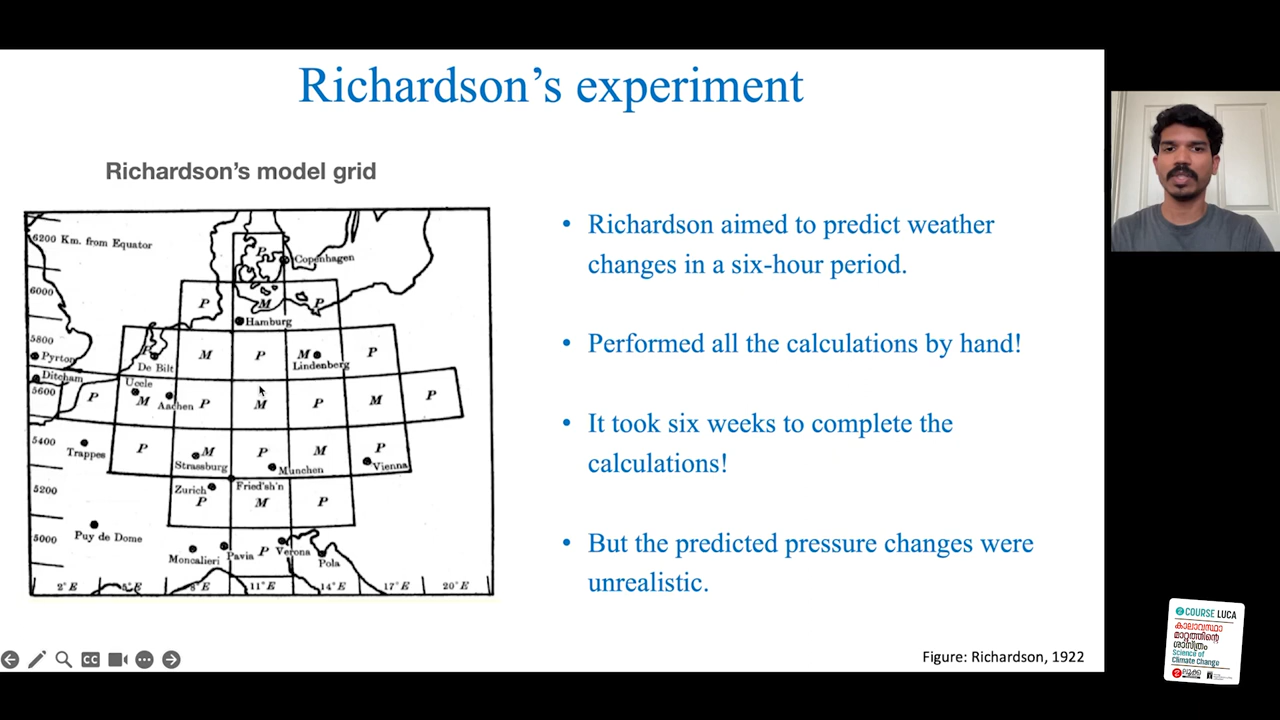 Richardson’s experiment
Richardson’s model grid
6200 Km. from Equator
P
Copenhagen
6000
P
M
P
Hamburg
5800
Pyrton
P
De Bilt
M
P
M
Lindenberg
P
Ditcham
5600
P
Uccle
M
Aachen
P
M
P
M
P
5400
Trappes
P
M
Strassburg
P
Munchen
M
P
Vienna
5200
Zurich
P
Fried'sh'n
M
P
Puy de Dome
5000
Moncalieri
Pavia
P
Verona
Pola
2° E
5° E
8° E
11° E
14° E
17° E
20° E
• Richardson aimed to predict weather
changes in a six-hour period.
• Performed all the calculations by hand!
• It took six weeks to complete the
calculations!
• But the predicted pressure changes were
unrealistic.
Figure: Richardson, 1922
CC
COURSE LUCA
കാലാവസ്ഥാ
മാറ്റത്തിന്റെ
ശാസ്ത്രം
Science of
Climate Change
ലൂക്ക